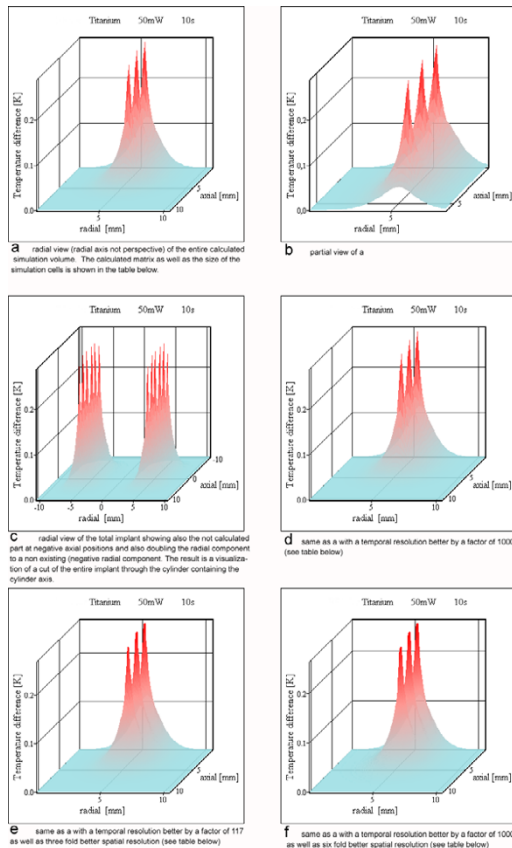 Titanium 50mW 10s
Temperature difference [K]
0.2
0.1
0.0
5
10
radial [mm]
5
10
axial [mm]
a radial view (radial axis not perspective) of the entire calculated
simulation volume. The calculated matrix as well as the size of the
simulation cells is shown in the table below.
Titanium 50mW 10s
Temperature difference [K]
0.2
0.1
0,0
5
radial [mm]
5
10
axial [mm]
b partial view of a
Titanium 50mW 10s
Temperature difference [K]
0.2
0.1
0.0
-10
-5
0
5
10
radial [mm]
-10
0
10
axial [mm]
c radial view of the total implant showing also the not calculated
part at negative axial positions and also doubling the radial component
to a non existing (negative radial component. The result is a visualiza-
tion of a cut of the entire implant through the cylinder containing the
cylinder axis.
Titanium 50mW 10s
Temperature difference [K]
0.2
0.1
0.0
5
10
radial [mm]
5
10
axial [mm]
d same as a with a temporal resolution better by a factor of 1000
(see table below)
Titanium 50mW 10s
Temperature difference [K]
0.2
0.1
0.0
5
10
radial [mm]
5
10
axial [mm]
e same as a with a temporal resolution better by a factor of 117
as well as three fold better spatial resolution (see table below)
Titanium 50mW 10s
Temperature difference [K]
0.2
0.1
0.0
5
10
radial [mm]
5
10
axial [mm]
f same as a with a temporal resolution better by a factor of 1000
as well as six fold better spatial resolution (see table below)